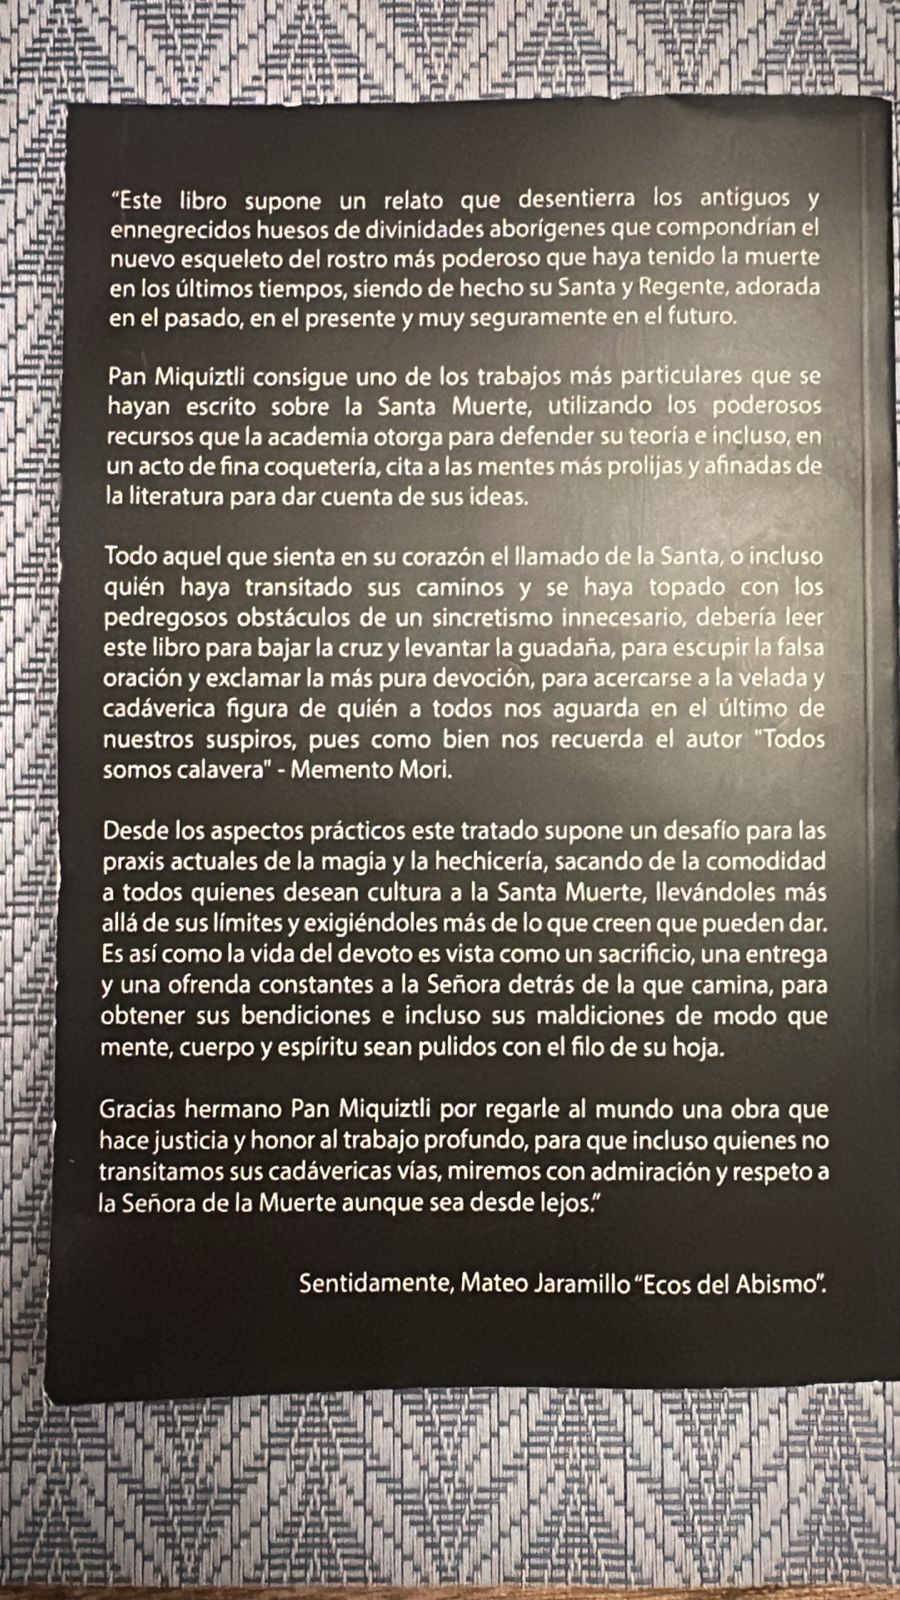 “Este libro supone un relato que desentierra los antiguos y
ennegrecidos huesos de divinidades aborígenes que compondrían el
nuevo esqueleto del rostro más poderoso que haya tenido la muerte
en los últimos tiempos, siendo de hecho su Santa y Regente, adorada
en el pasado, en el presente y muy seguramente en el futuro.
Pan Miquiztli consigue uno de los trabajos más particulares que se
hayan escrito sobre la Santa Muerte, utilizando los poderosos
recursos que la academia otorga para defender su teoría e incluso, en
un acto de fina coquetería, cita a las mentes más prolijas y afinadas de
la literatura para dar cuenta de sus ideas.
Todo aquel que sienta en su corazón el llamado de la Santa, o incluso
quién haya transitado sus caminos y se haya topado con los
pedregosos obstáculos de un sincretismo innecesario, debería leer
este libro para bajar la cruz y levantar la guadaña, para escupir la falsa
oración y exclamar la más pura devoción, para acercarse a la velada y
cadáverica figura de quién a todos nos aguarda en el último de
nuestros suspiros, pues como bien nos recuerda el autor "Todos
somos calavera" - Memento Mori.
Desde los aspectos prácticos este tratado supone un desafío para las
praxis actuales de la magia y la hechicería, sacando de la comodidad
a todos quienes desean cultura a la Santa Muerte, llevándoles más
allá de sus límites y exigiéndoles más de lo que creen que pueden dar.
Es así como la vida del devoto es vista como un sacrificio, una entrega
y una ofrenda constantes a la Señora detrás de la que camina, para
obtener sus bendiciones e incluso sus maldiciones de modo que
mente, cuerpo y espíritu sean pulidos con el filo de su hoja.
Gracias hermano Pan Miquiztli por regarle al mundo una obra que
hace justicia y honor al trabajo profundo, para que incluso quienes no
transitamos sus cadávericas vías, miremos con admiración y respeto a
la Señora de la Muerte aunque sea desde lejos.”
Sentidamente, Mateo Jaramillo “Ecos del Abismo”.